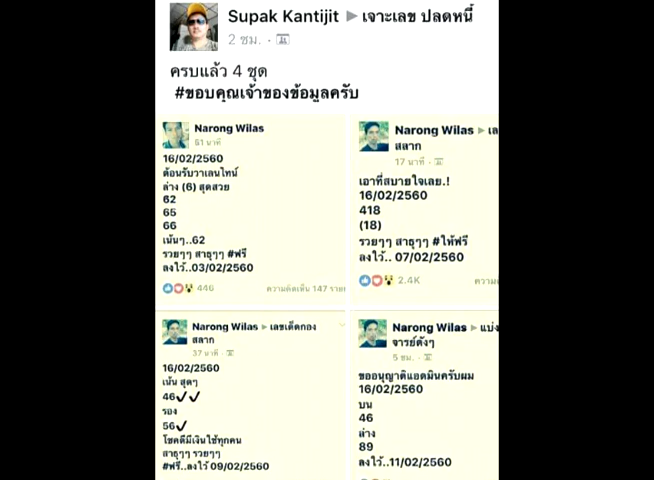 Supak Kantijit ▶ เจาะเลข ปลดหนี้
2 ชม. ·
ครบแล้ว 4 ชุด
#ขอบคุณเจ้าของข้อมูลครับ
Narong Wilas
51 นาที
16/02/2560
ต้อนรับวาเลนไทน์
ล่าง (6) สุดสวย
62
65
66
เน้นๆ..62
รวยๆๆ สาธุๆๆ #ฟรี
ลงไว้..03/02/2560
446
ความคิดเห็น 147 ราย
Narong Wilas ▶ เล
สลาก
17 นาที ·
เอาที่สบายใจเลย.!
16/02/2560
418
(18)
รวยๆๆ สาธุๆๆ #ให้ฟรี
ลงไว้.. 07/02/2560
2.4K
ความ
Narong Wilas ▶ เลขเด็ดกอง
สลาก
37 นาที ·
16/02/2560
เน้น สุดๆ
46✓✓
รอง
56✓
โชคดีมีเงินใช้ทุกคน
สาธุๆๆ รวยๆๆ
#ฟรี..ลงไว้ 09/02/2560
Narong Wilas ▶ แบ่ง
จารย์ดังๆ
5 ชม. ·
ขออนุญาติแอดมินครับผม
16/02/2560
บน
46
ล่าง
89
ลงไว้..11/02/2560